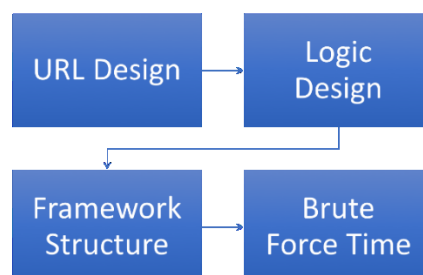 URL Design
Logic
Design
Framework
Structure
Brute
Force Time